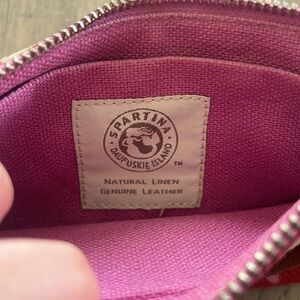 SPARTINA
DAUFUSKIE ISLAND
TM
NATURAL LINEN
GENUINE LEATHER